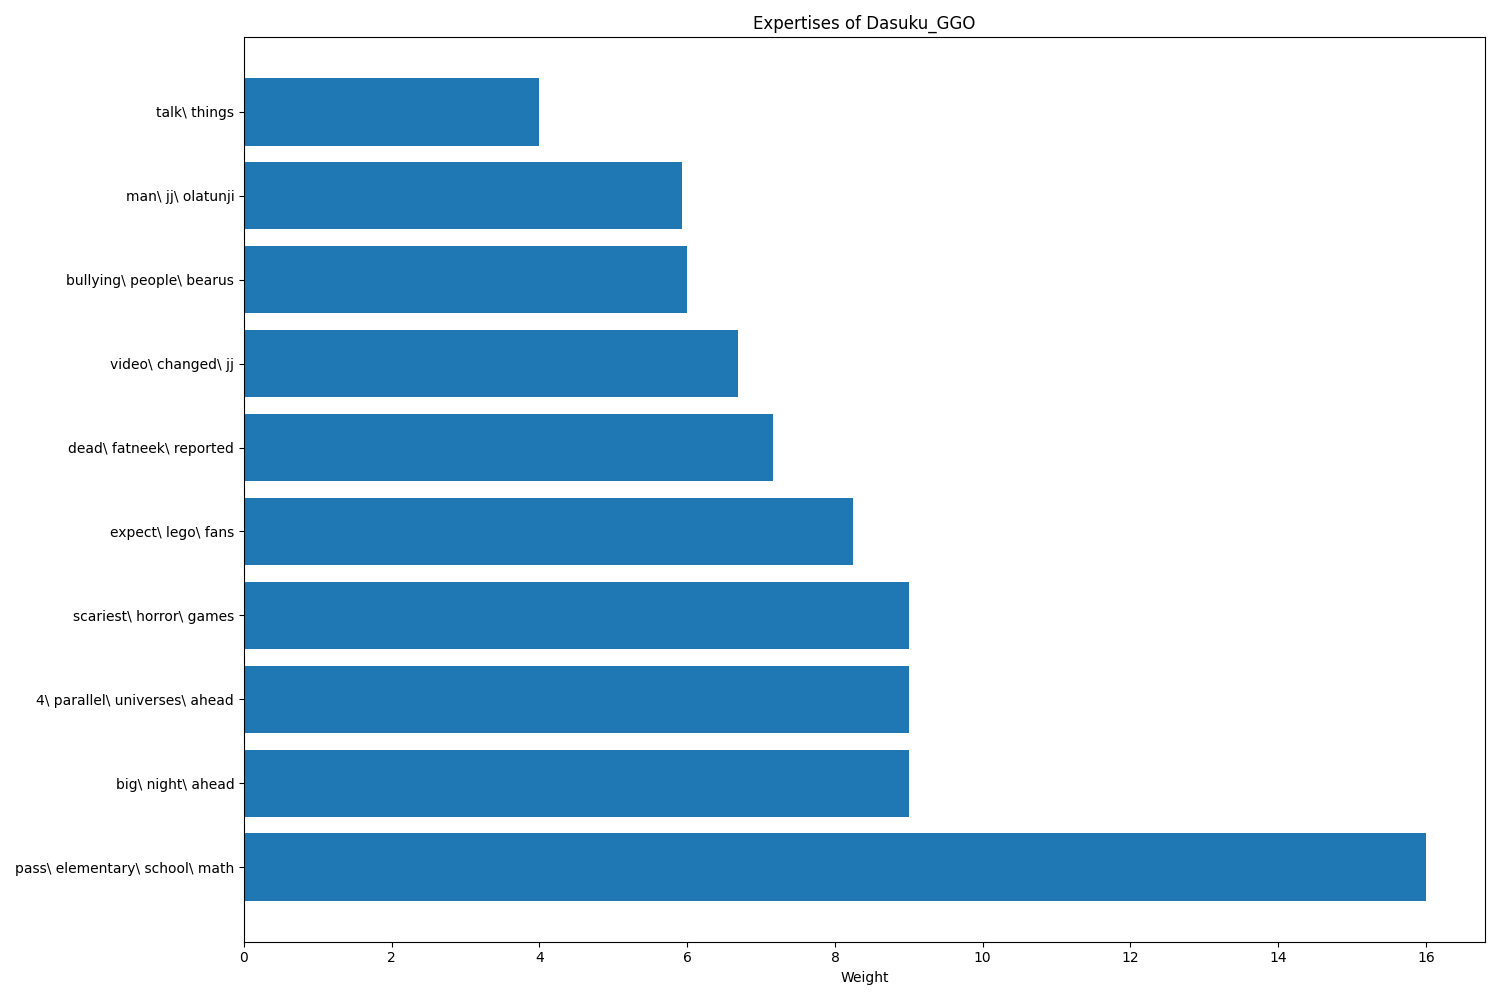 Expertises of Dasuku_GGO
talk\ things
man\ jj\ olatunji
bullying\ people\ bearus
video\ changed\ jj
dead\ fatneek\ reported
expect\ lego\ fans
scariest\ horror\ games
4\ parallel\ universes\ ahead
big\ night\ ahead
pass\ elementary\ school\ math
0 2 4 6 8 10 12 14 16
Weight